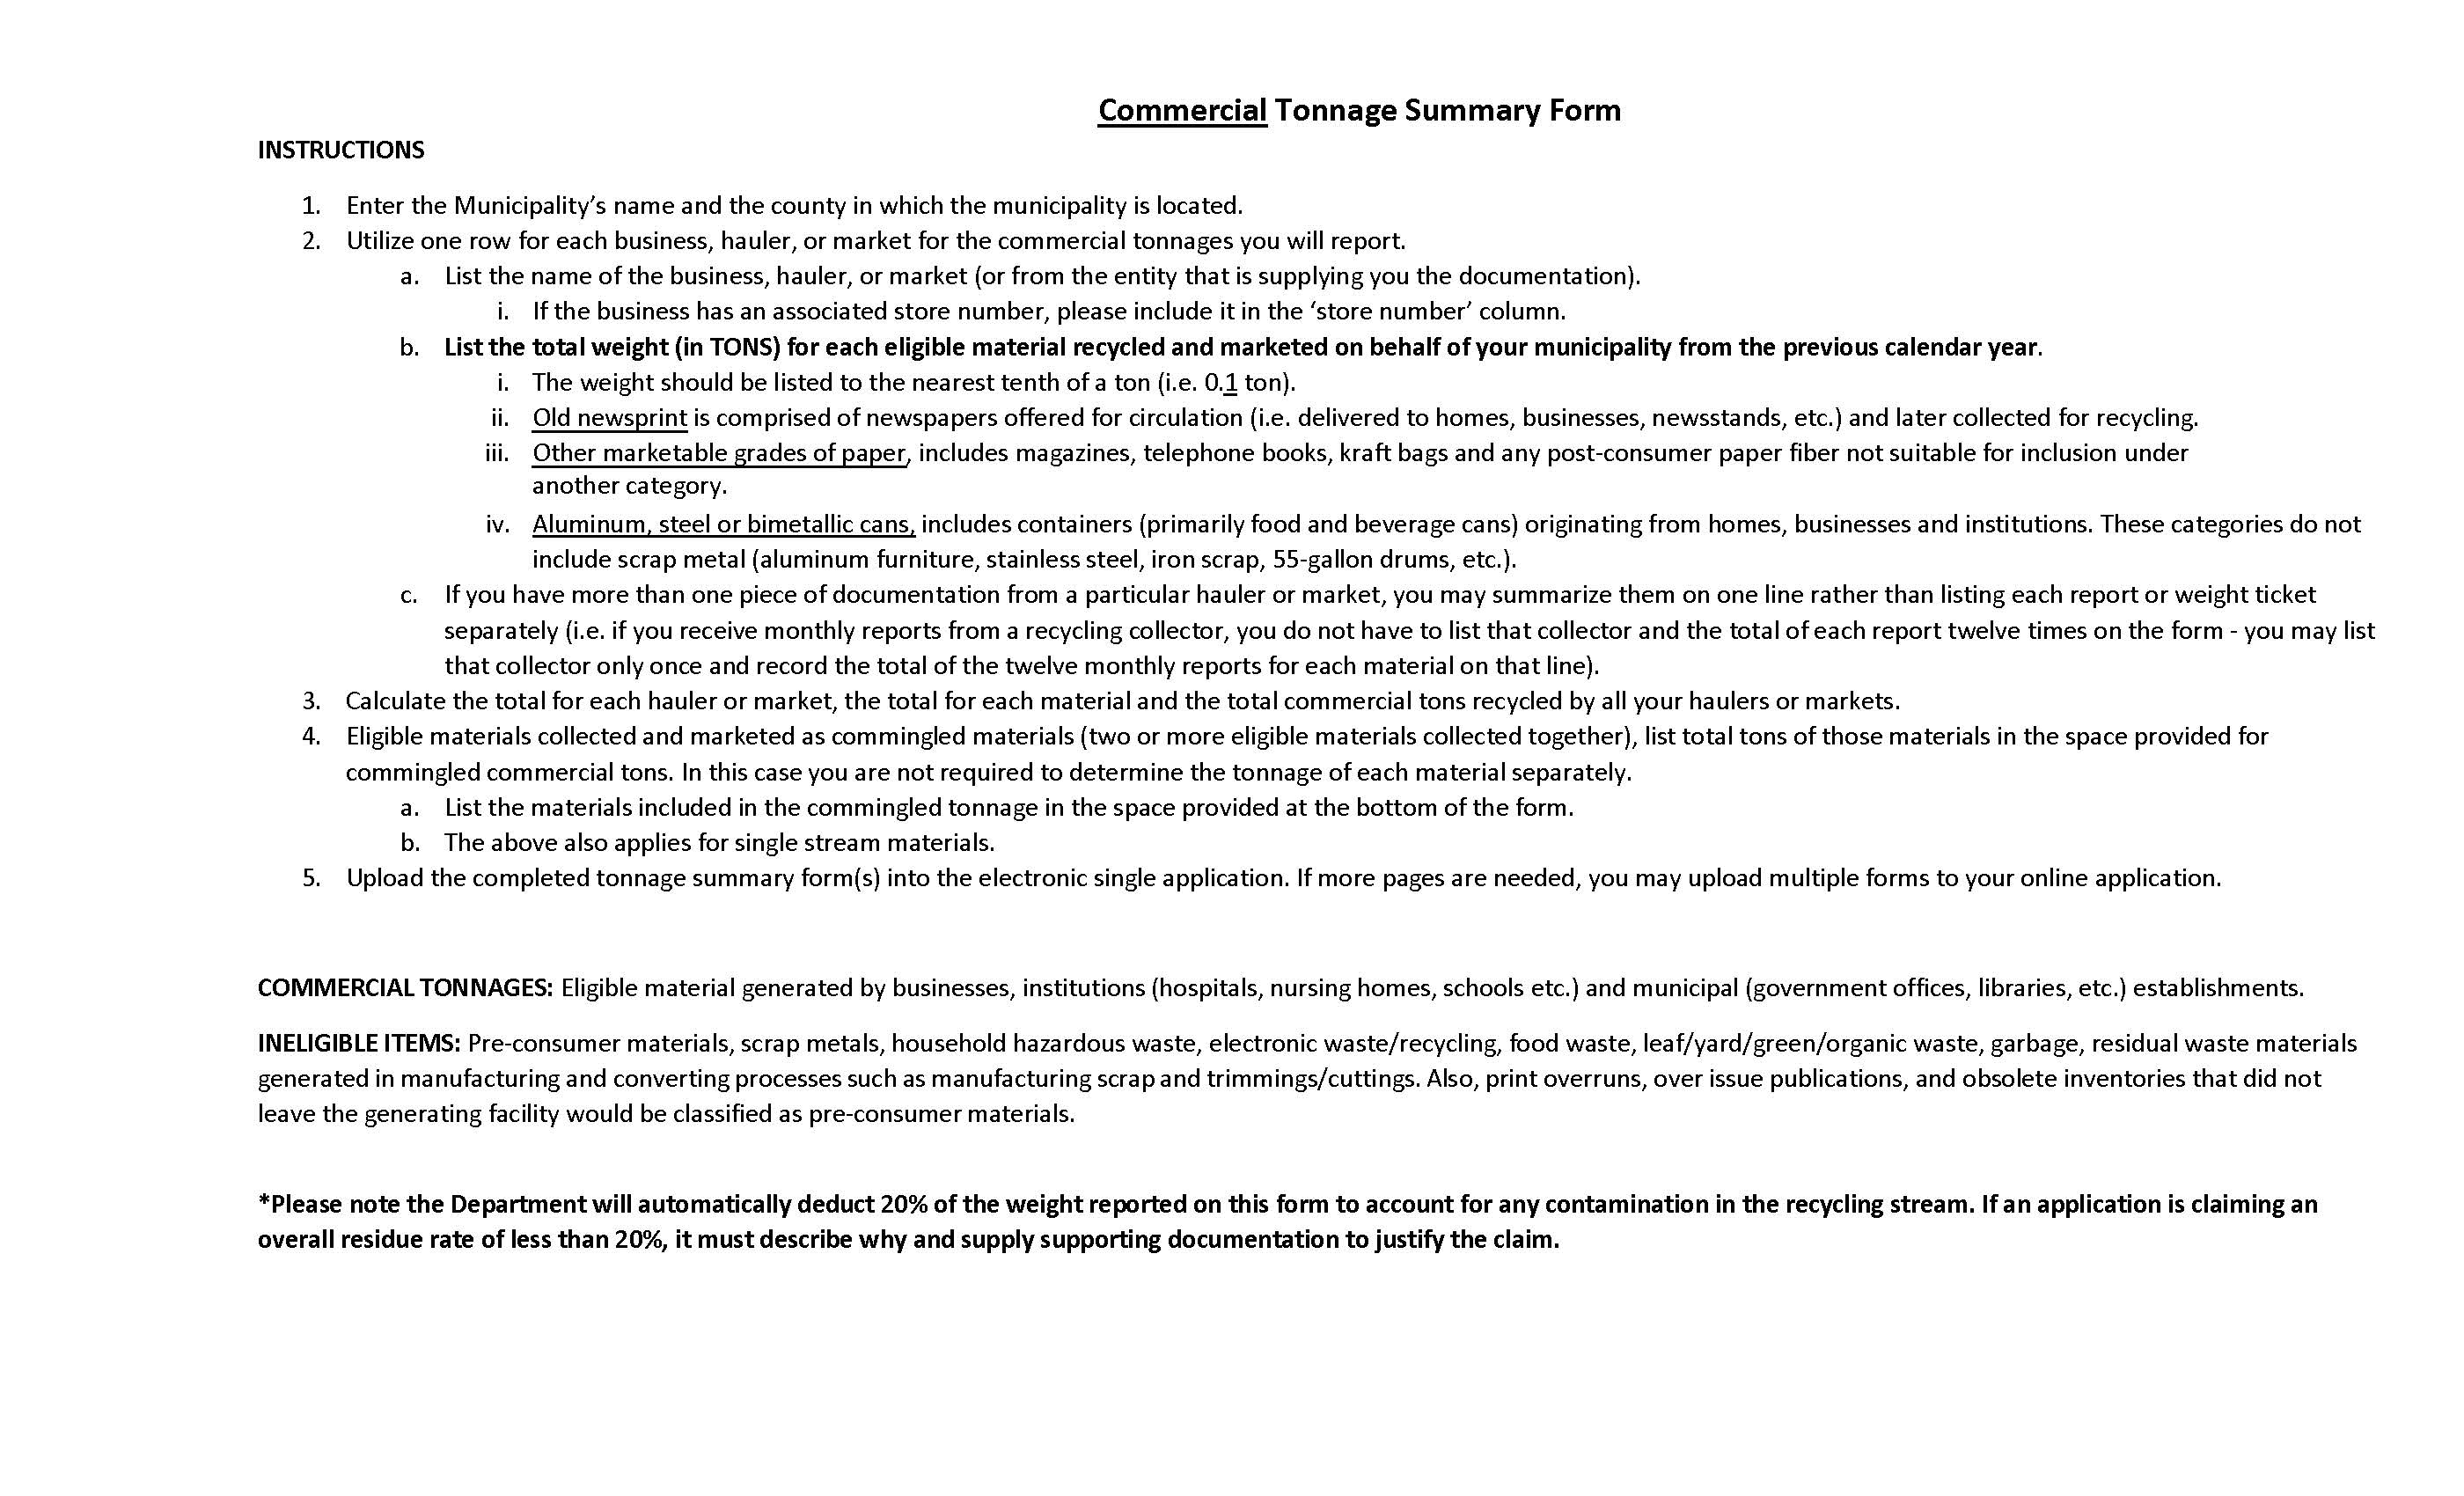 Commercial Tonnage Summary Form
INSTRUCTIONS
1. Enter the Municipality’s name and the county in which the municipality is located.
2. Utilize one row for each business, hauler, or market for the commercial tonnages you will report.
a. List the name of the business, hauler, or market (or from the entity that is supplying you the documentation).
i. If the business has an associated store number, please include it in the ‘store number’ column.
b. List the total weight (in TONS) for each eligible material recycled and marketed on behalf of your municipality from the previous calendar year.
i. The weight should be listed to the nearest tenth of a ton (i.e. 0.1 ton).
ii. Old newsprint is comprised of newspapers offered for circulation (i.e. delivered to homes, businesses, newsstands, etc.) and later collected for recycling.
iii. Other marketable grades of paper, includes magazines, telephone books, kraft bags and any post-consumer paper fiber not suitable for inclusion under
another category.
iv. Aluminum, steel or bimetallic cans, includes containers (primarily food and beverage cans) originating from homes, businesses and institutions. These categories do not
include scrap metal (aluminum furniture, stainless steel, iron scrap, 55-gallon drums, etc.).
c. If you have more than one piece of documentation from a particular hauler or market, you may summarize them on one line rather than listing each report or weight ticket
separately (i.e. if you receive monthly reports from a recycling collector, you do not have to list that collector and the total of each report twelve times on the form - you may list
that collector only once and record the total of the twelve monthly reports for each material on that line).
3. Calculate the total for each hauler or market, the total for each material and the total commercial tons recycled by all your haulers or markets.
4. Eligible materials collected and marketed as commingled materials (two or more eligible materials collected together), list total tons of those materials in the space provided for
commingled commercial tons. In this case you are not required to determine the tonnage of each material separately.
a. List the materials included in the commingled tonnage in the space provided at the bottom of the form.
b. The above also applies for single stream materials.
5. Upload the completed tonnage summary form(s) into the electronic single application. If more pages are needed, you may upload multiple forms to your online application.
COMMERCIAL TONNAGES: Eligible material generated by businesses, institutions (hospitals, nursing homes, schools etc.) and municipal (government offices, libraries, etc.) establishments.
INELIGIBLE ITEMS: Pre-consumer materials, scrap metals, household hazardous waste, electronic waste/recycling, food waste, leaf/yard/green/organic waste, garbage, residual waste materials
generated in manufacturing and converting processes such as manufacturing scrap and trimmings/cuttings. Also, print overruns, over issue publications, and obsolete inventories that did not
leave the generating facility would be classified as pre-consumer materials.
*Please note the Department will automatically deduct 20% of the weight reported on this form to account for any contamination in the recycling stream. If an application is claiming an
overall residue rate of less than 20%, it must describe why and supply supporting documentation to justify the claim.